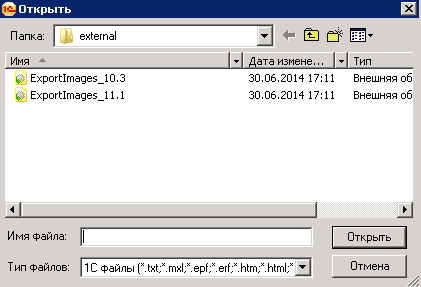 Открыть
Папка: external
Имя Дата измене... Тип
ExportImages_10.3 30.06.2014 17:11 Внешняя об
ExportImages_11.1 30.06.2014 17:11 Внешняя об
Имя файла: Открыть
Тип файлов: 1С файлы (*.txt;*.mxl;*.epf;*.erf;*.htm;*.html;* Отмена